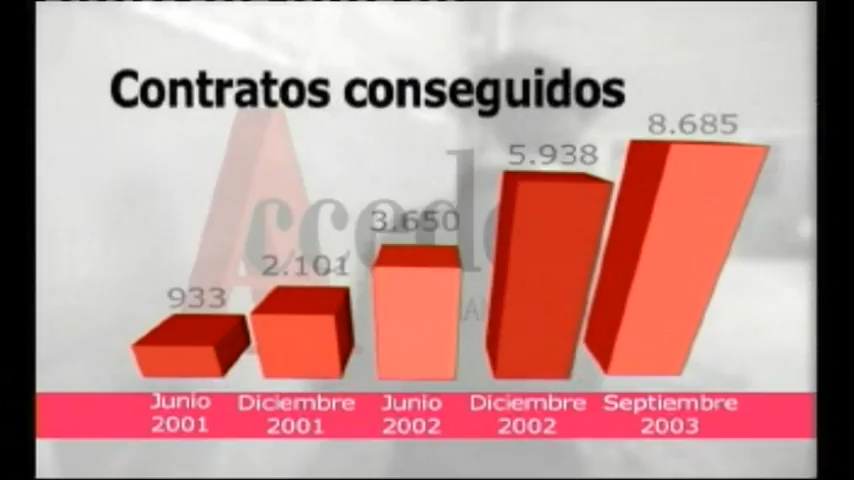 Contratos conseguidos
8.685
5.938
3.650
2.101
933
Accede
Junio
2001
Diciembre
2001
Junio
2002
Diciembre
2002
Septiembre
2003